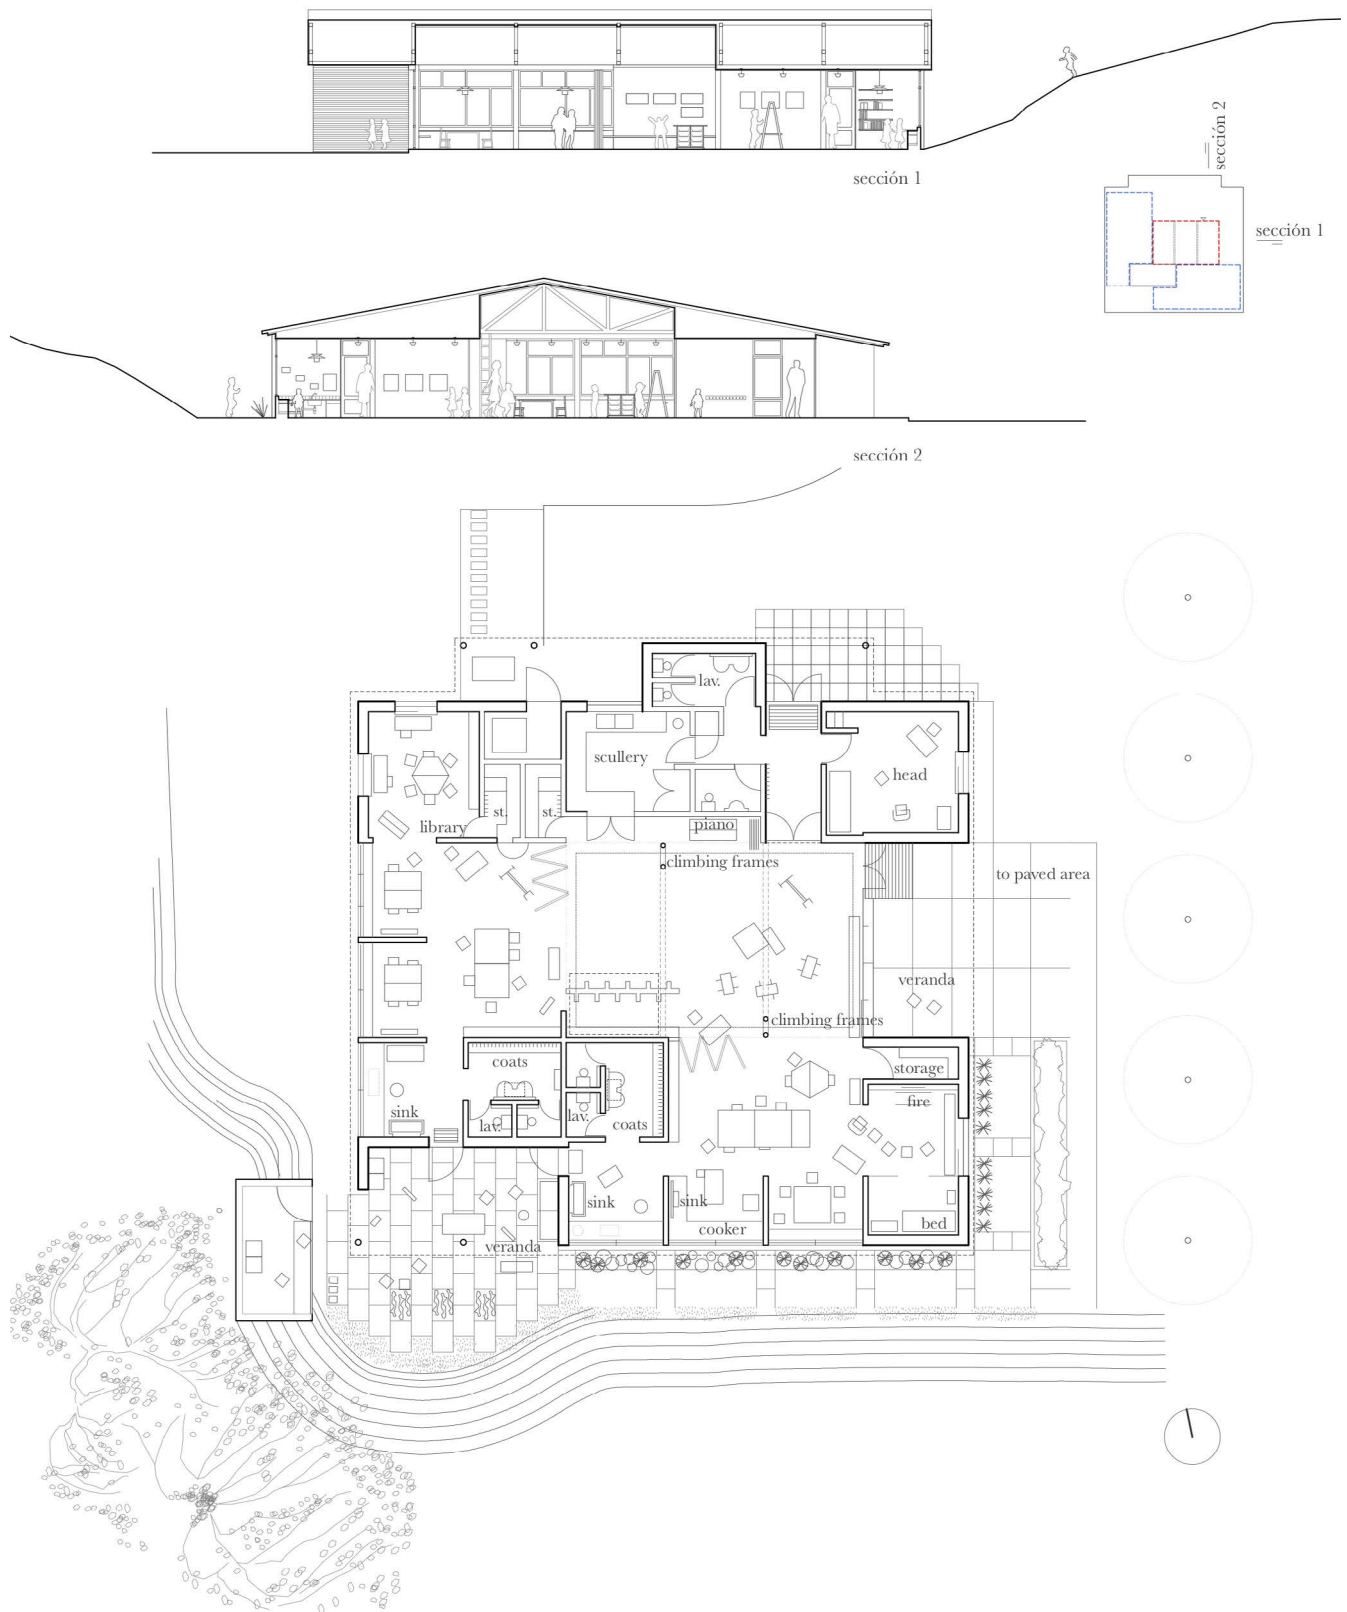 sección 1
sección 2
sección 1
sección 2
lav.
scullery
head
st.
st.
library
piano
climbing frames
to paved area
veranda
climbing frames
coats
storage
fire
sink
lav.
lav.
coats
sink
sink
cooker
bed
veranda